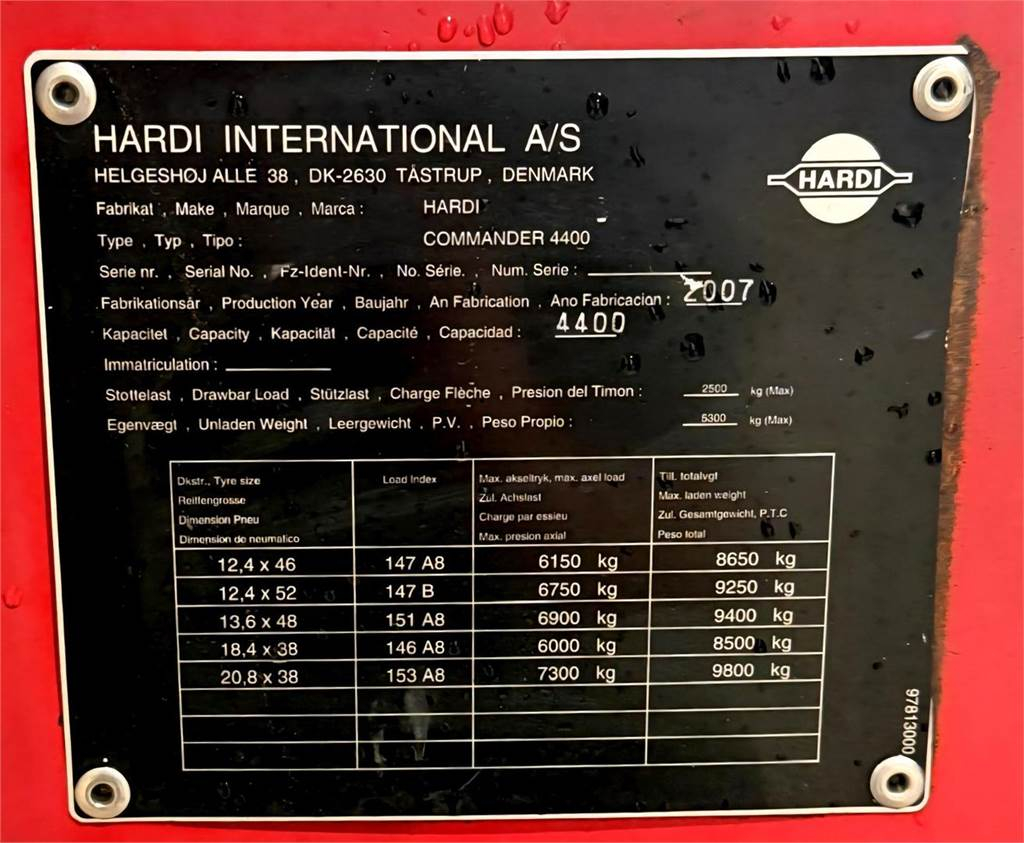 HARDI INTERNATIONAL A/S
HELGESHØJ ALLE 38, DK-2630 TÅSTRUP, DENMARK
HARDI
Fabrikat, Make, Marque, Marca: HARDI
Type, Typ, Tipo: COMMANDER 4400
Serie nr., Serial No., Fz-Ident-Nr., No. Série., Num. Serie:
Fabrikationsår, Production Year, Baujahr, An Fabrication, Ano Fabricacion: 2007
Kapacitet, Capacity, Kapacität, Capacité, Capacidad: 4400
Immatriculation:
Stottelast, Drawbar Load, Stützlast, Charge Flèche, Presion del Timon: 2500 kg (Max)
Egenvægt, Unladen Weight, Leergewicht, P.V., Peso Propio: 5300 kg (Max)
Dkstr., Tyre size Load Index Max. akseltryk, max. axel load Till. totalvgt
Reiffengrosse Zul. Achslast Max. laden weight
Dimension Pneu Charge par essieu Zul. Gesamtgewicht, P.T.C
Dimension de neumatico Max. presion axial Peso total
12,4 x 46 147 A8 6150 kg 8650 kg
12,4 x 52 147 B 6750 kg 9250 kg
13,6 x 48 151 A8 6900 kg 9400 kg
18,4 x 38 146 A8 6000 kg 8500 kg
20,8 x 38 153 A8 7300 kg 9800 kg
97813000